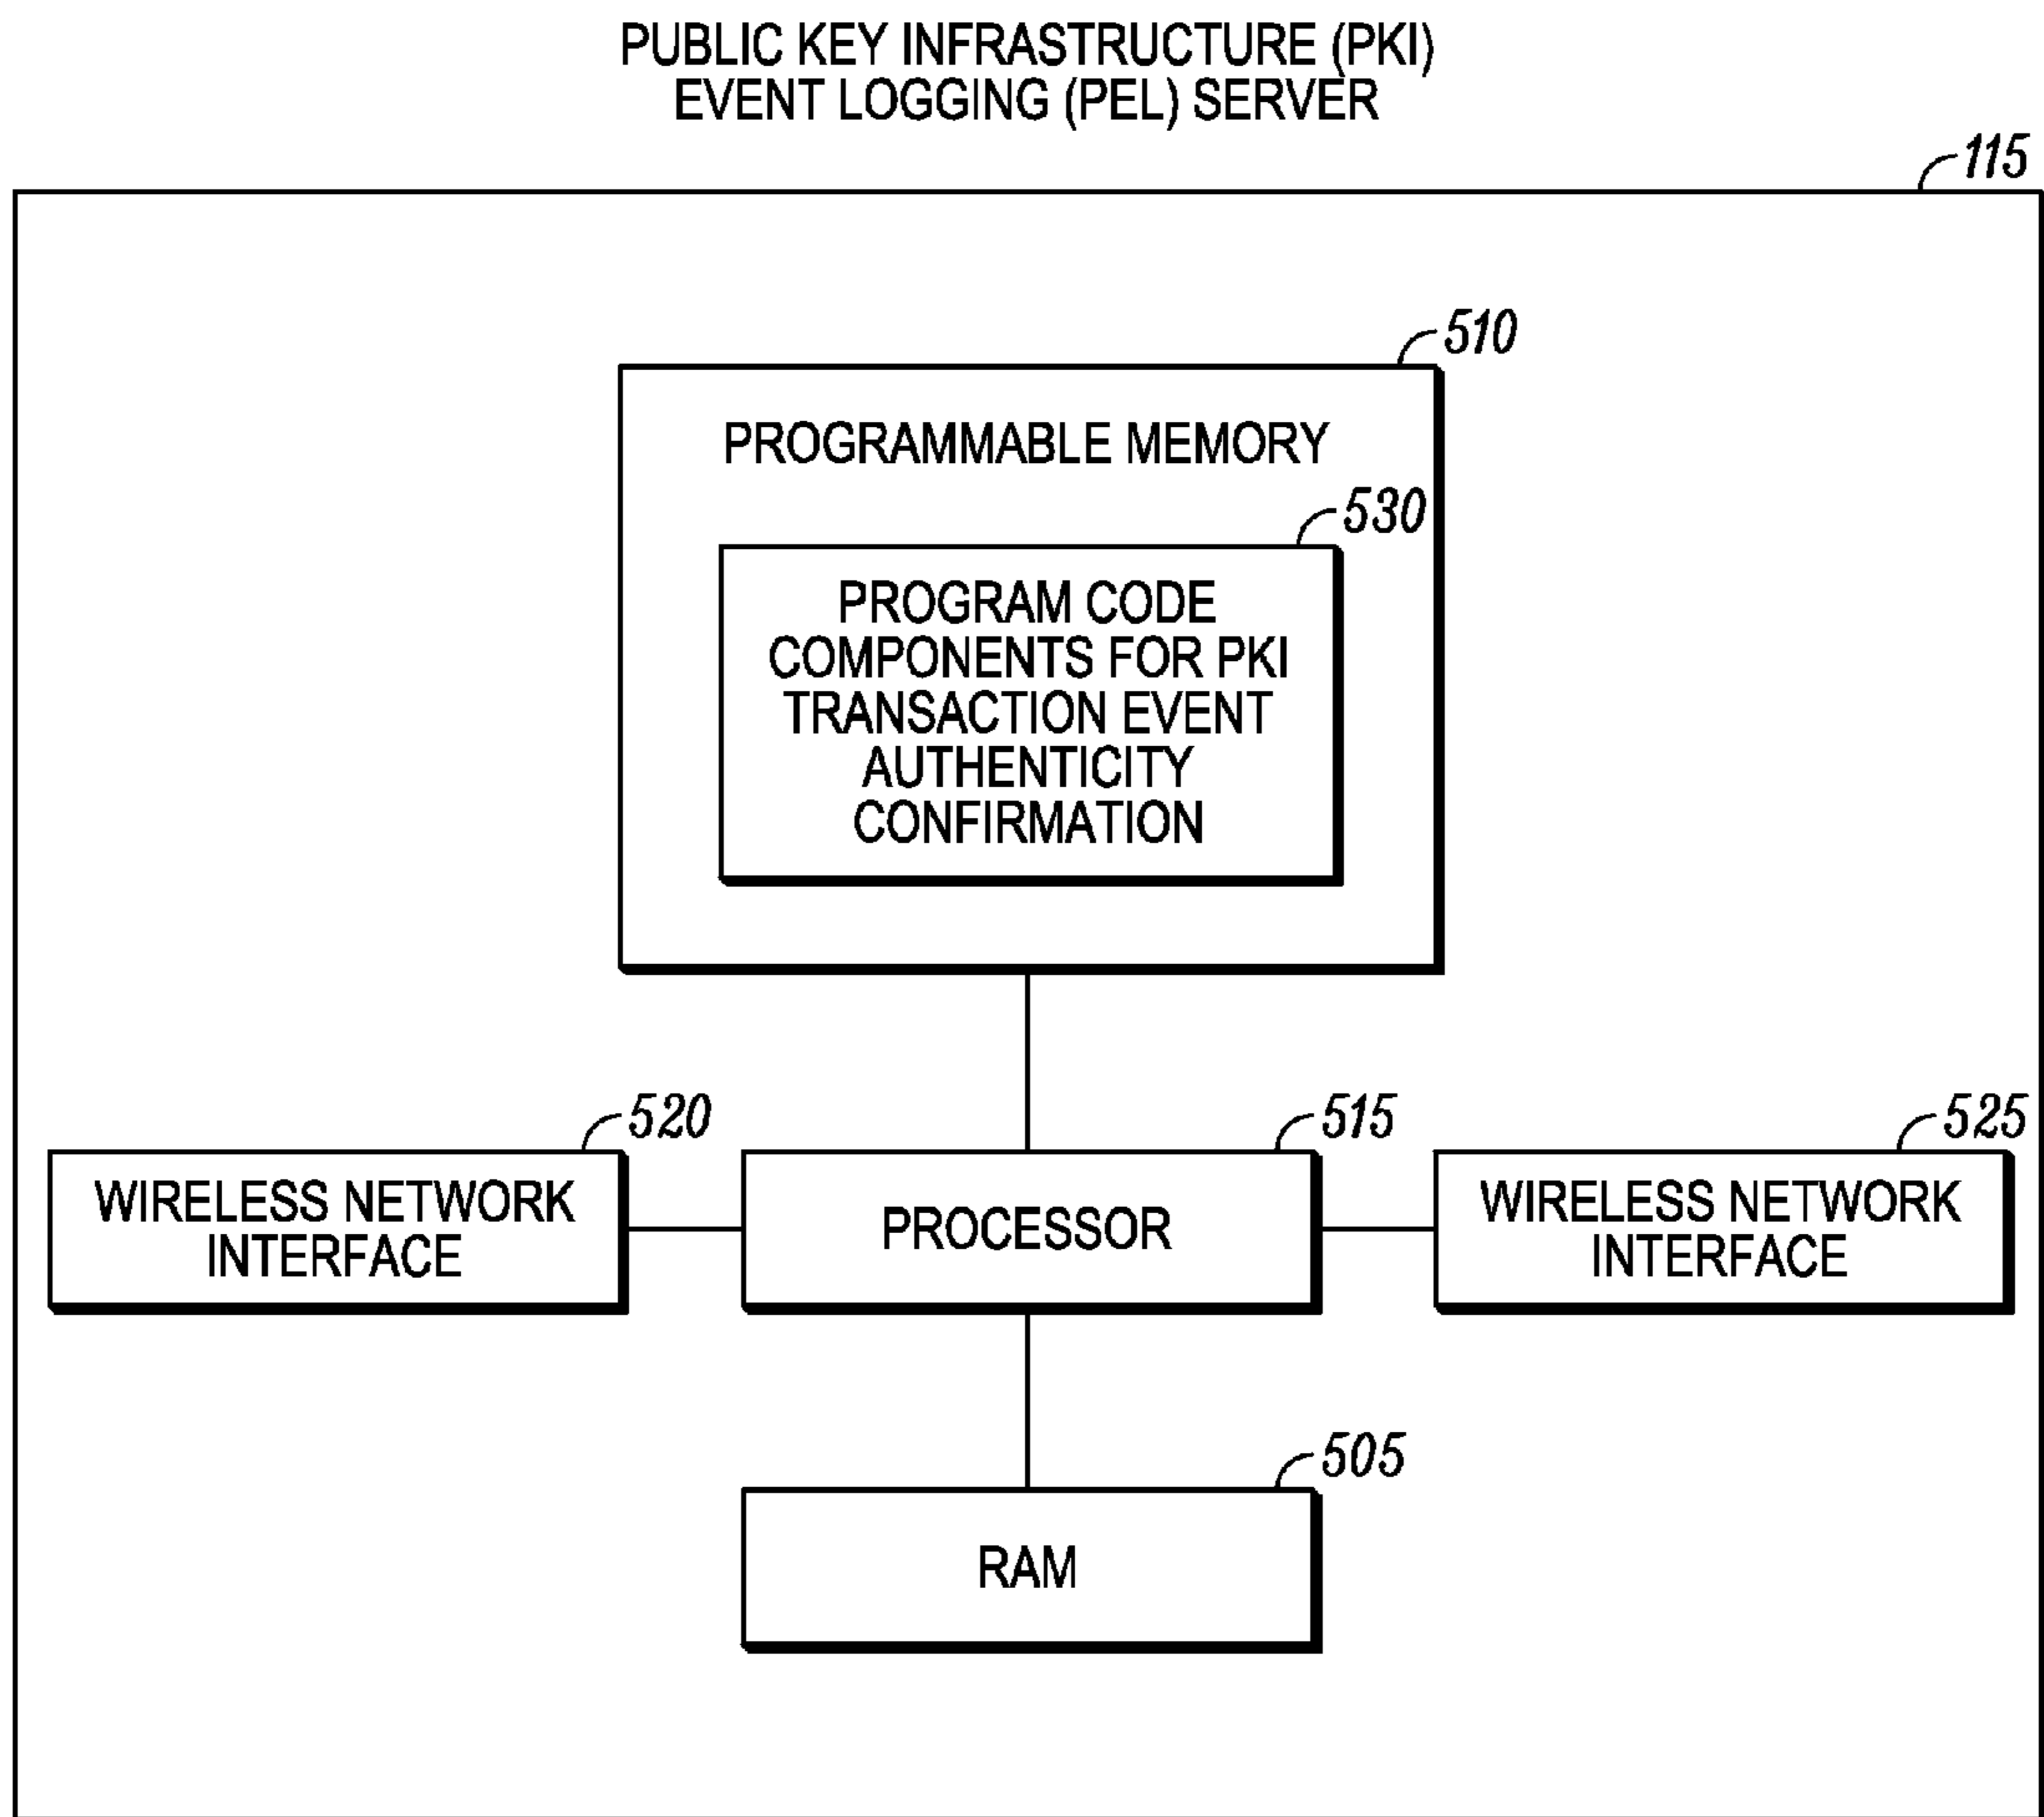 PUBLIC KEY INFRASTRUCTURE (PKI)
EVENT LOGGING (PEL) SERVER
115
510
PROGRAMMABLE MEMORY
530
PROGRAM CODE
COMPONENTS FOR PKI
TRANSACTION EVENT
AUTHENTICITY
CONFIRMATION
520
WIRELESS NETWORK
INTERFACE
515
PROCESSOR
525
WIRELESS NETWORK
INTERFACE
505
RAM